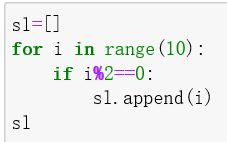 sl=[]
for i in range(10):
    if i%2==0:
        sl.append(i)
sl